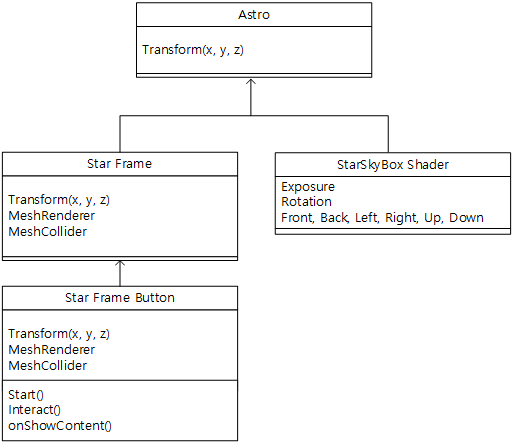 Astro
Transform(x, y, z)
Star Frame
Transform(x, y, z)
MeshRenderer
MeshCollider
StarSkyBox Shader
Exposure
Rotation
Front, Back, Left, Right, Up, Down
Star Frame Button
Transform(x, y, z)
MeshRenderer
MeshCollider
Start()
Interact()
onShowContent()